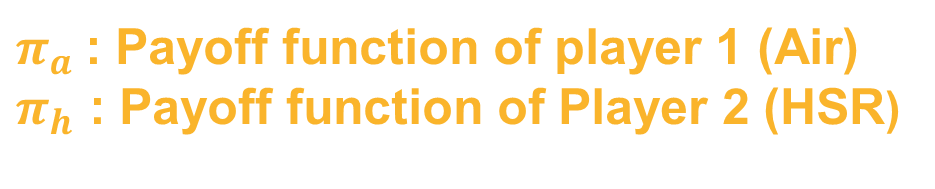 π_a : Payoff function of player 1 (Air)
π_h : Payoff function of Player 2 (HSR)